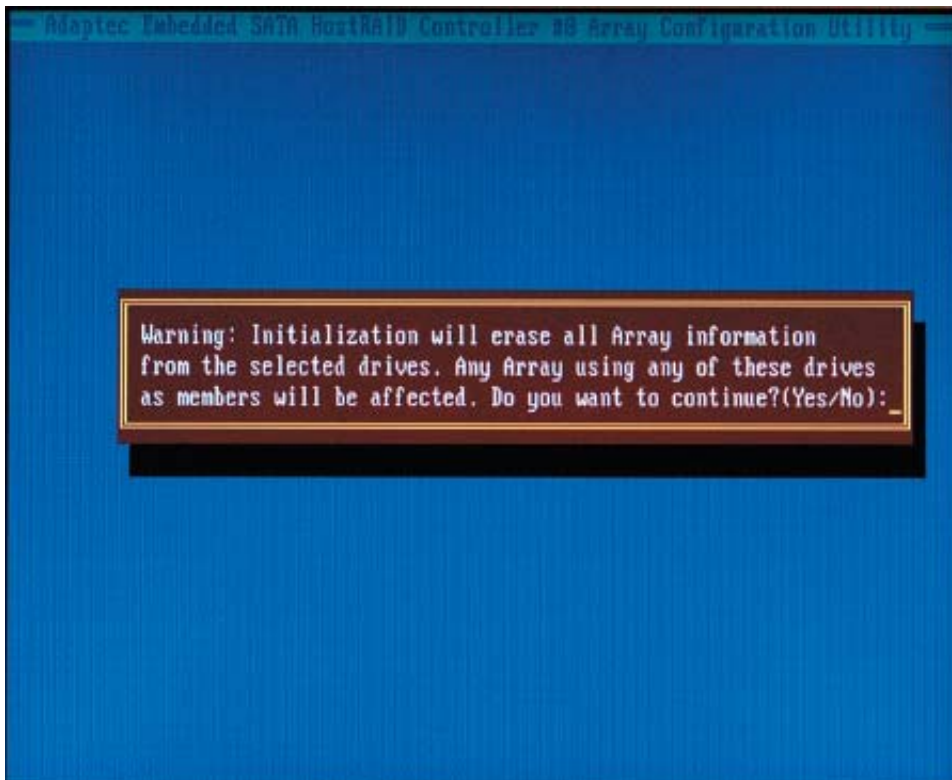 Adaptec Embedded SATA HostRAID Controller #0 Array Configuration Utility
Warning: Initialization will erase all Array information
from the selected drives. Any Array using any of these drives
as members will be affected. Do you want to continue?(Yes/No):_